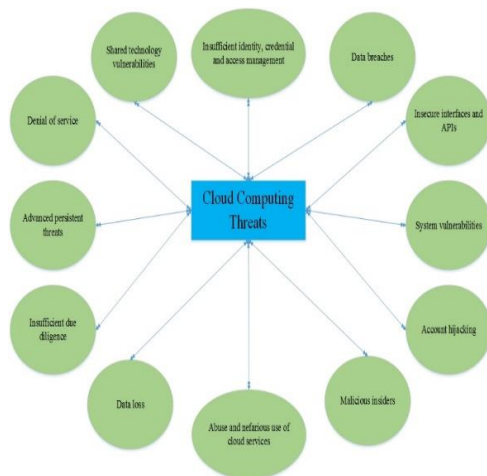 Insufficient identity, credential
and access management
Shared technology
vulnerabilities
Data breaches
Denial of service
Insecure interfaces and
APIs
Cloud Computing
Threats
Advanced persistent
threats
System vulnerabilities
Insufficient due
diligence
Account hijacking
Data loss
Malicious insiders
Abuse and nefarious use of
cloud services